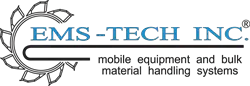 EMS-TECH INC.®
mobile equipment and bulk
material handling systems